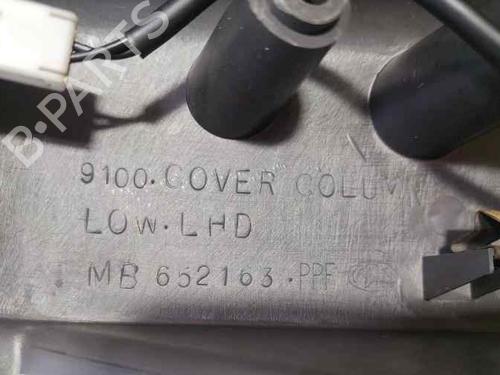 B·PARTS
9100·COVER COLUM
LOW·LHD
MB 652163·PPF